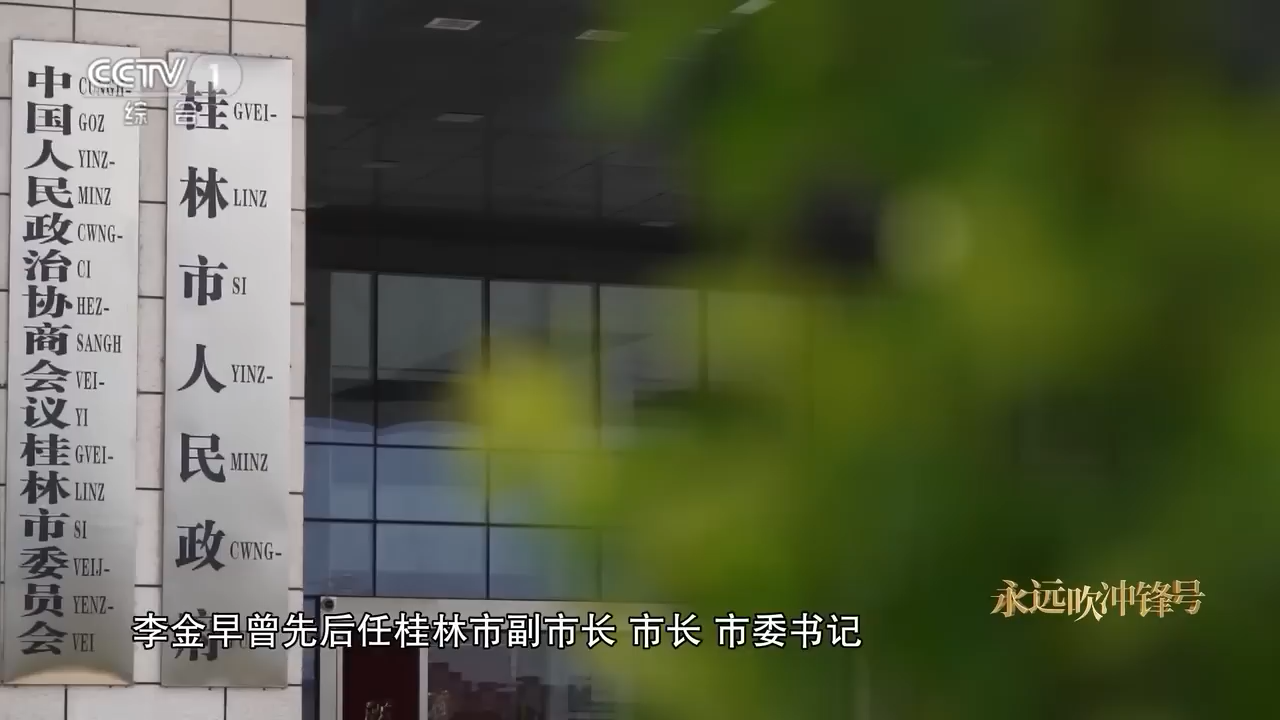 CCTV 1
综合
中国人民政治协商会议桂林市委员会
CUNGH-GOZ YINZ-MINZ CWNG-CI HEZ-SANGH VEI-YI GVEI-LINZ SI VEIJ-YENZ-VEI
桂林市人民政府
GVEI-LINZ SI YINZ-MINZ CWNG-
永远吹冲锋号
李金早曾先后任桂林市副市长 市长 市委书记